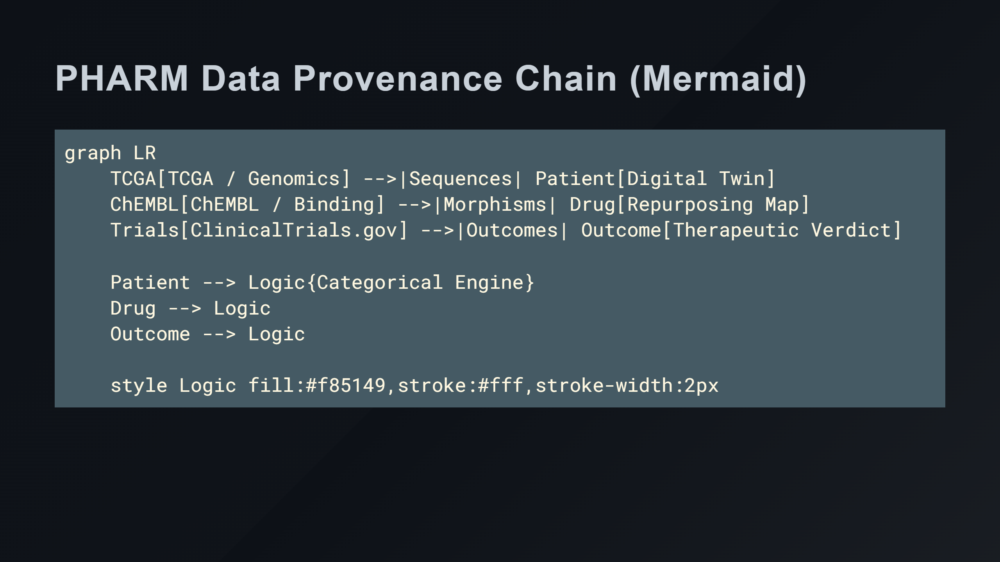 PHARM Data Provenance Chain (Mermaid)
graph LR
    TCGA[TCGA / Genomics] -->|Sequences| Patient[Digital Twin]
    ChEMBL[ChEMBL / Binding] -->|Morphisms| Drug[Repurposing Map]
    Trials[ClinicalTrials.gov] -->|Outcomes| Outcome[Therapeutic Verdict]

    Patient --> Logic{Categorical Engine}
    Drug --> Logic
    Outcome --> Logic

    style Logic fill:#f85149,stroke:#fff,stroke-width:2px